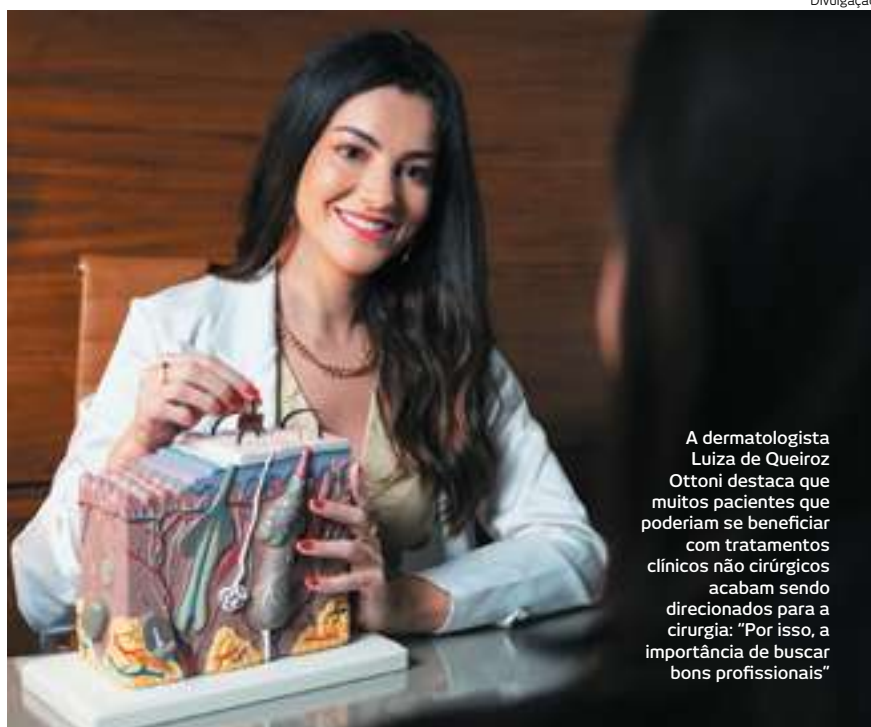 Divulgação
A dermatologista
Luiza de Queiroz
Ottoni destaca que
muitos pacientes que
poderiam se beneficiar
com tratamentos
clínicos não cirúrgicos
acabam sendo
direcionados para a
cirurgia: “Por isso, a
importância de buscar
bons profissionais”